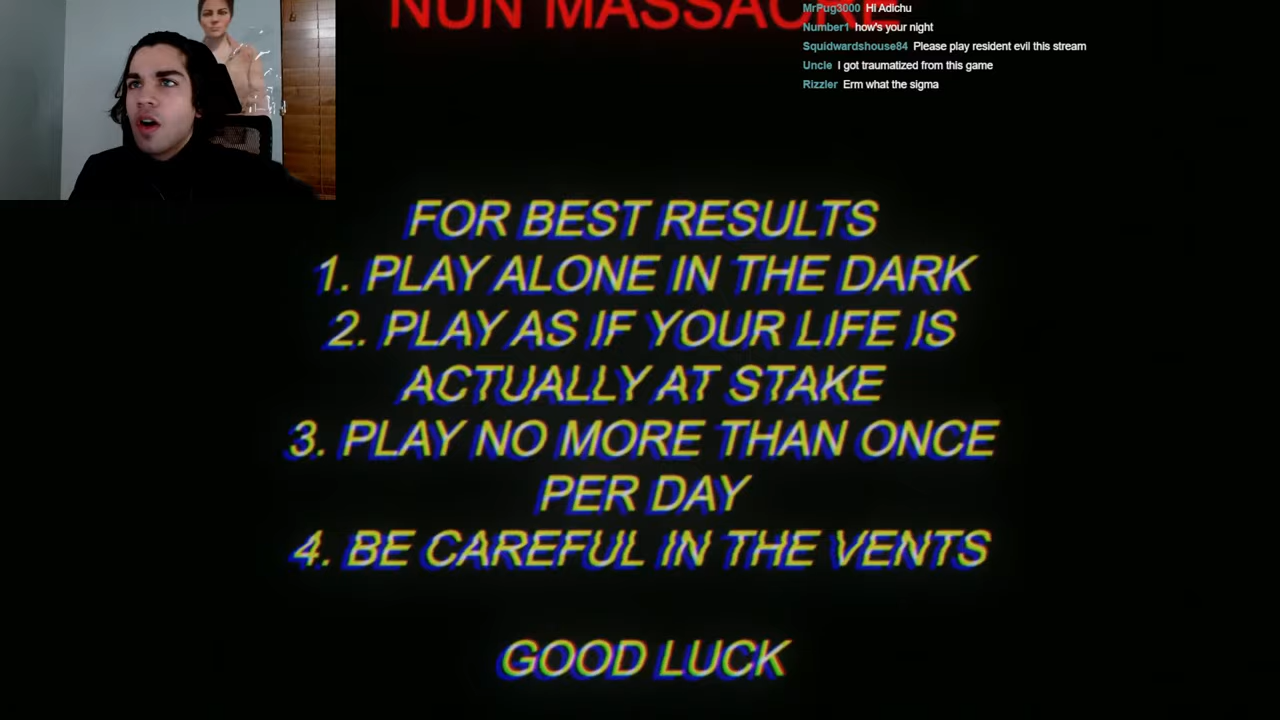 NUN MASSACRE
MrPug3000 Hi Adichu
Number1 how's your night
Squidwardshouse84 Please play resident evil this stream
Uncle I got traumatized from this game
Rizzler Erm what the sigma
FOR BEST RESULTS
1. PLAY ALONE IN THE DARK
2. PLAY AS IF YOUR LIFE IS
ACTUALLY AT STAKE
3. PLAY NO MORE THAN ONCE
PER DAY
4. BE CAREFUL IN THE VENTS
GOOD LUCK